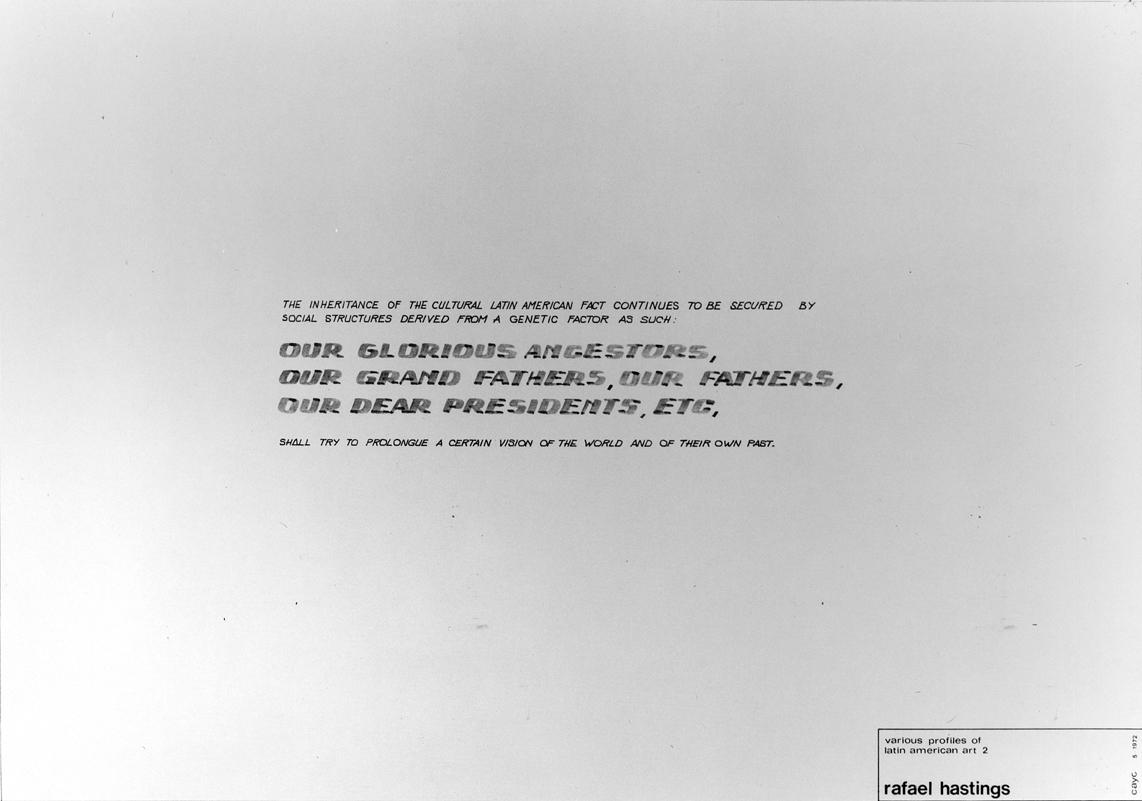 THE INHERITANCE OF THE CULTURAL LATIN AMERICAN FACT CONTINUES TO BE SECURED BY
SOCIAL STRUCTURES DERIVED FROM A GENETIC FACTOR AS SUCH:
OUR GLORIOUS ANCESTORS,
OUR GRAND FATHERS, OUR FATHERS,
OUR DEAR PRESIDENTS, ETC,
SHALL TRY TO PROLONGUE A CERTAIN VISION OF THE WORLD AND OF THEIR OWN PAST.
various profiles of
latin american art 2
rafael hastings
cayc 5 1972